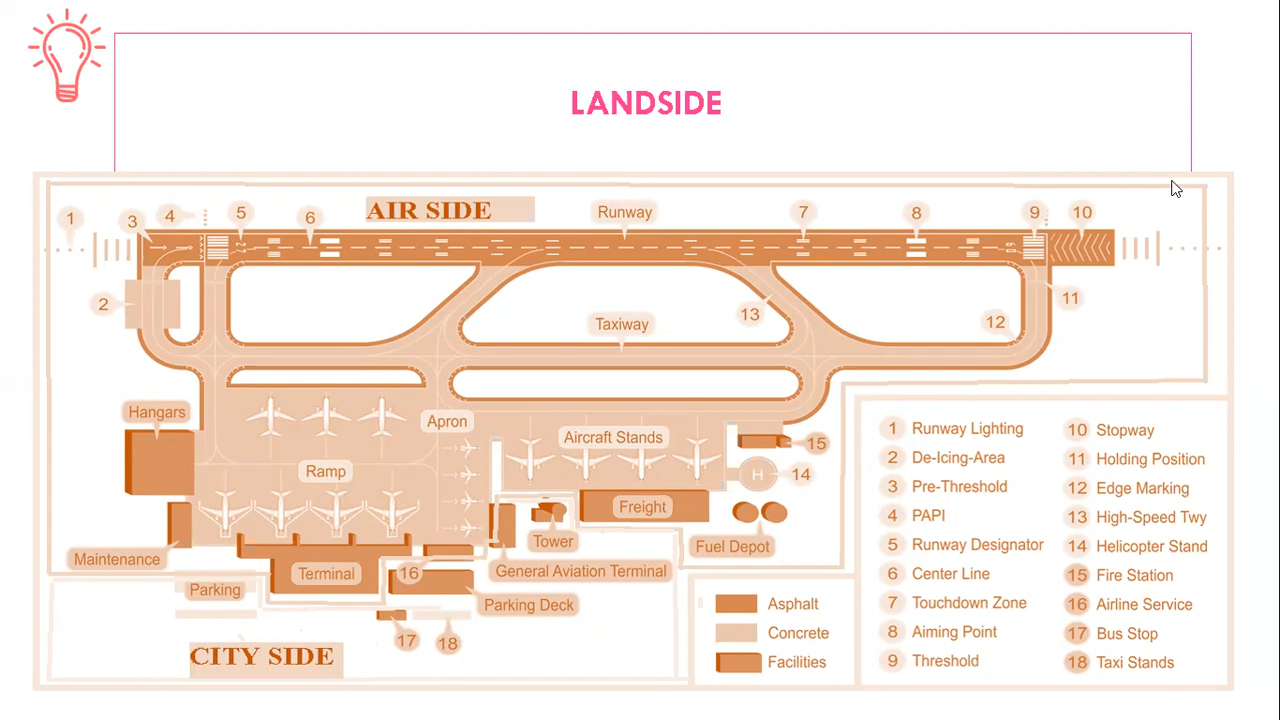 LANDSIDE
AIR SIDE
Runway
1
3
4
5
6
7
8
9
10
2
11
12
13
Taxiway
Hangars
Apron
Aircraft Stands
15
Ramp
14
H
Freight
Tower
Fuel Depot
Maintenance
Terminal
16
General Aviation Terminal
Parking
Parking Deck
17
18
CITY SIDE
Asphalt
Concrete
Facilities
1 Runway Lighting
2 De-Icing-Area
3 Pre-Threshold
4 PAPI
5 Runway Designator
6 Center Line
7 Touchdown Zone
8 Aiming Point
9 Threshold
10 Stopway
11 Holding Position
12 Edge Marking
13 High-Speed Twy
14 Helicopter Stand
15 Fire Station
16 Airline Service
17 Bus Stop
18 Taxi Stands